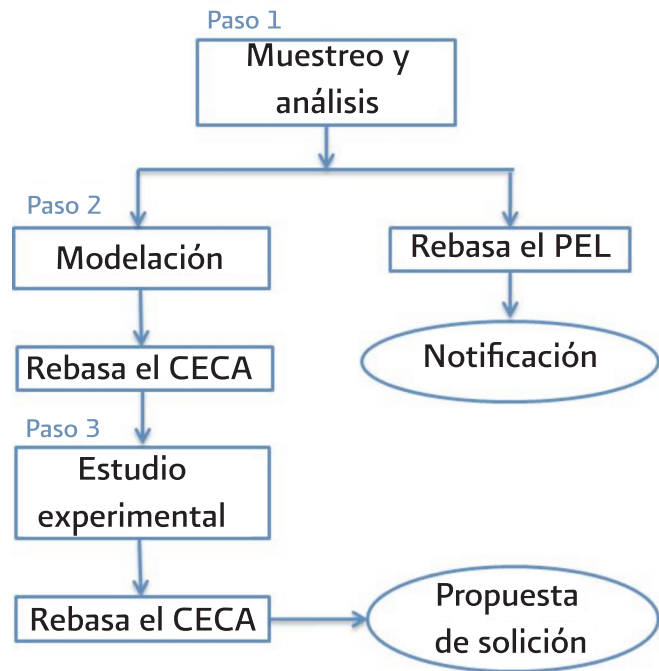 Paso 1
Muestreo y
análisis
Paso 2
Modelación
Rebasa el PEL
Notificación
Rebasa el CECA
Paso 3
Estudio
experimental
Rebasa el CECA
Propuesta
de solición